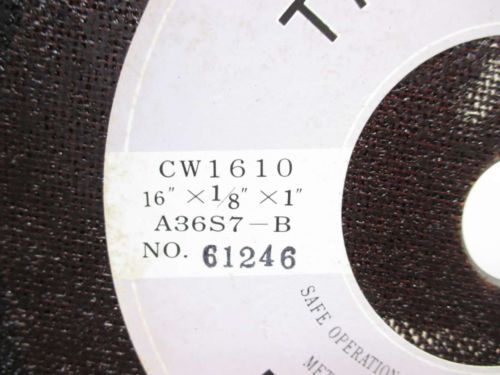 CW1610
16″ × 1/8″ × 1″
A36S7-B
NO. 61246
SAFE OPERATION